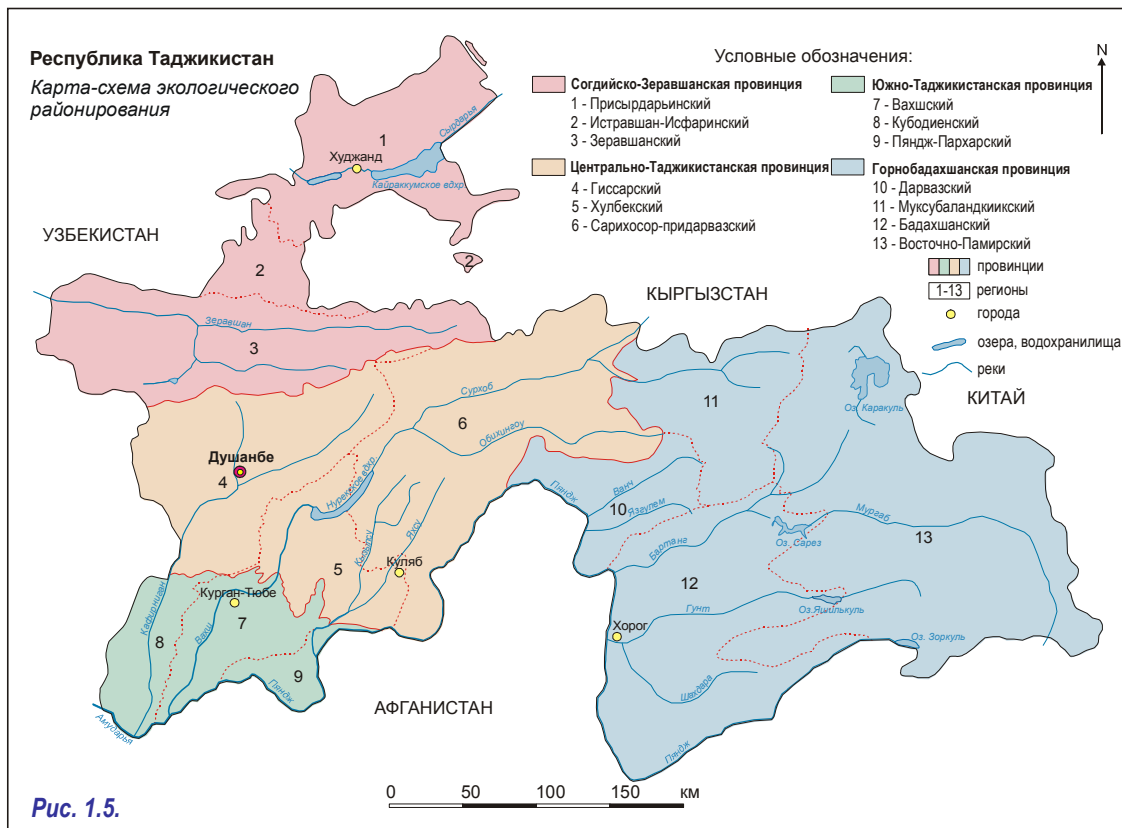 Республика Таджикистан
Карта-схема экологического
районирования
Условные обозначения:
Согдийско-Зеравшанская провинция
1 - Присырдарьинский
2 - Истравшан-Исфаринский
3 - Зеравшанский
Центрально-Таджикистанская провинция
4 - Гиссарский
5 - Хулбекский
6 - Сарихосор-придарвазский
Южно-Таджикистанская провинция
7 - Вахшский
8 - Кубодиенский
9 - Пяндж-Пархарский
Горнобадахшанская провинция
10 - Дарвазский
11 - Муксубаландкиикский
12 - Бадахшанский
13 - Восточно-Памирский
провинции
1-13 регионы
города
озера, водохранилища
реки
N
УЗБЕКИСТАН
КЫРГЫЗСТАН
КИТАЙ
АФГАНИСТАН
1
Сырдарья
Худжанд
Кайраккумское вдхр.
2
2
Зеравшан
3
Сурхоб
6
Обихингоу
11
Оз. Каракуль
Душанбе
4
Нурекское вдхр.
Пяндж
Ванч
10
Язгулем
Бартанг
Оз. Сарез
Мургаб
13
Кызылсу
Яхсу
5
Куляб
Курган-Тюбе
Кафирниган
Вахш
7
8
9
Пяндж
Амударья
12
Гунт
Оз.Яшилькуль
Хорог
Оз. Зоркуль
Шахдара
Пяндж
0 50 100 150 км
Рис. 1.5.